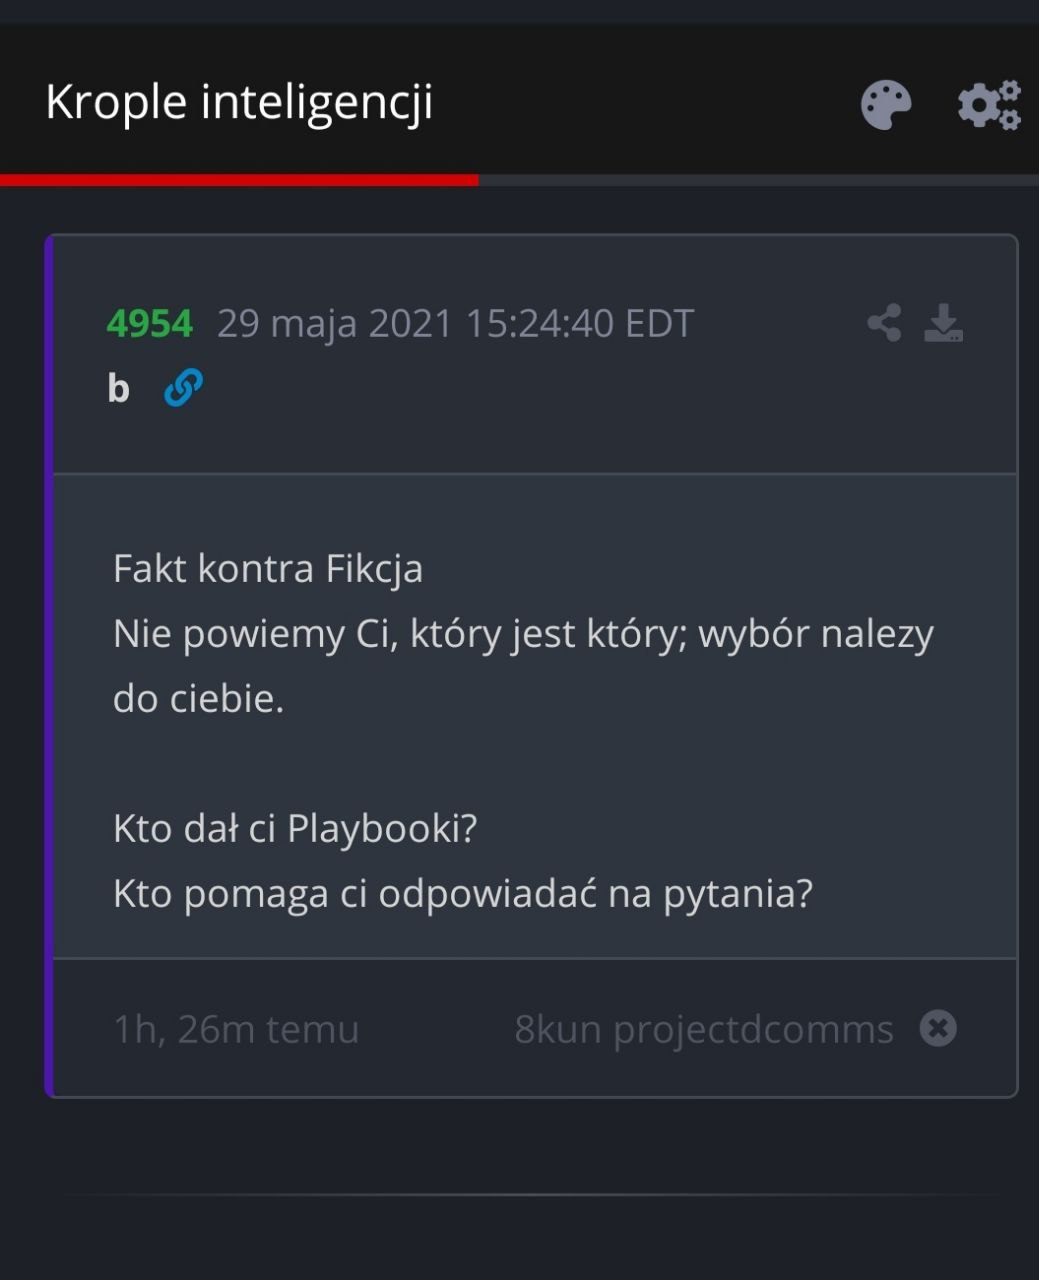 Krople inteligencji
4954 29 maja 2021 15:24:40 EDT
b
Fakt kontra Fikcja
Nie powiemy Ci, który jest który; wybór nalezy
do ciebie.
Kto dał ci Playbooki?
Kto pomaga ci odpowiadać na pytania?
1h, 26m temu 8kun projectdcomms